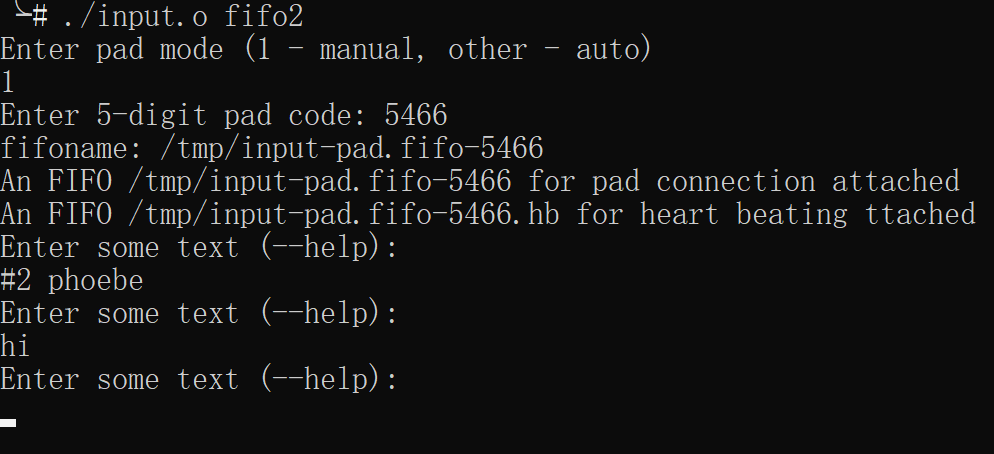 └─# ./input.o fifo2
Enter pad mode (1 - manual, other - auto)
1
Enter 5-digit pad code: 5466
fifoname: /tmp/input-pad.fifo-5466
An FIFO /tmp/input-pad.fifo-5466 for pad connection attached
An FIFO /tmp/input-pad.fifo-5466.hb for heart beating ttached
Enter some text (--help):
#2 phoebe
Enter some text (--help):
hi
Enter some text (--help):